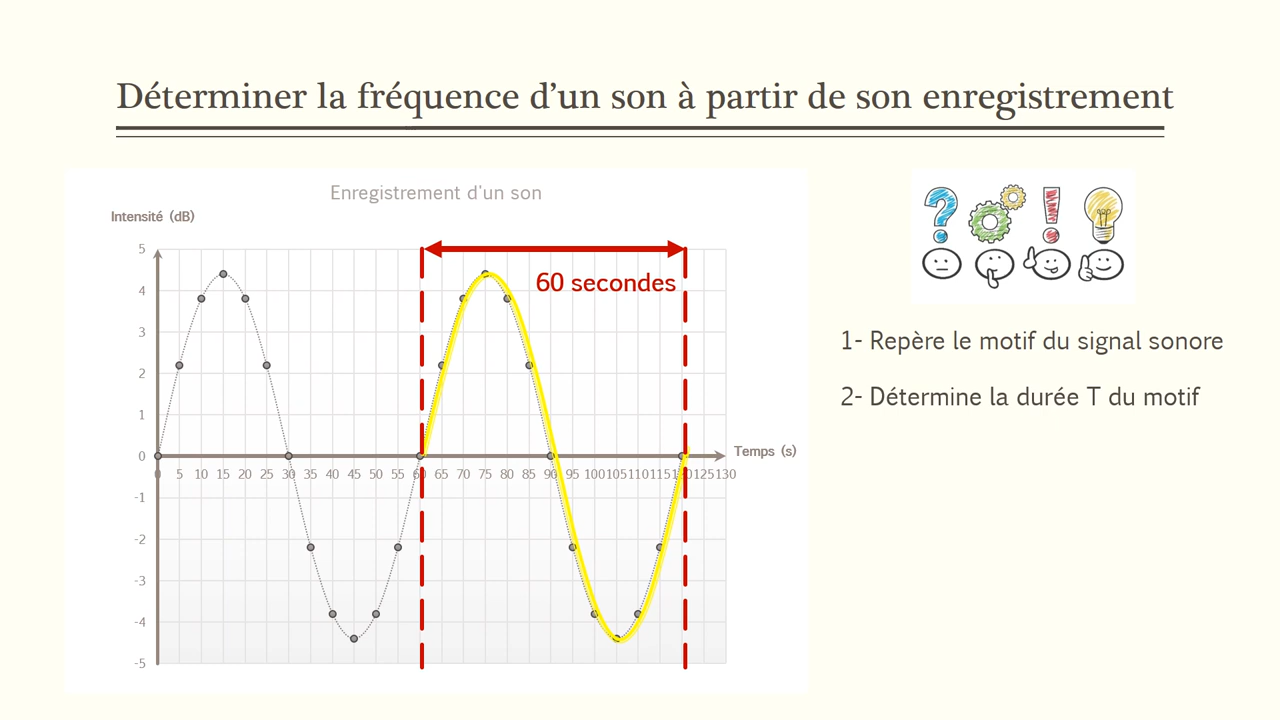 Déterminer la fréquence d’un son à partir de son enregistrement
Enregistrement d'un son
Intensité (dB)
5
4
3
2
1
0
-1
-2
-3
-4
-5
60 secondes
Temps (s)
0 5 10 15 20 25 30 35 40 45 50 55 60 65 70 75 80 85 90 95 100 105 110 115 120 125 130
1- Repère le motif du signal sonore
2- Détermine la durée T du motif